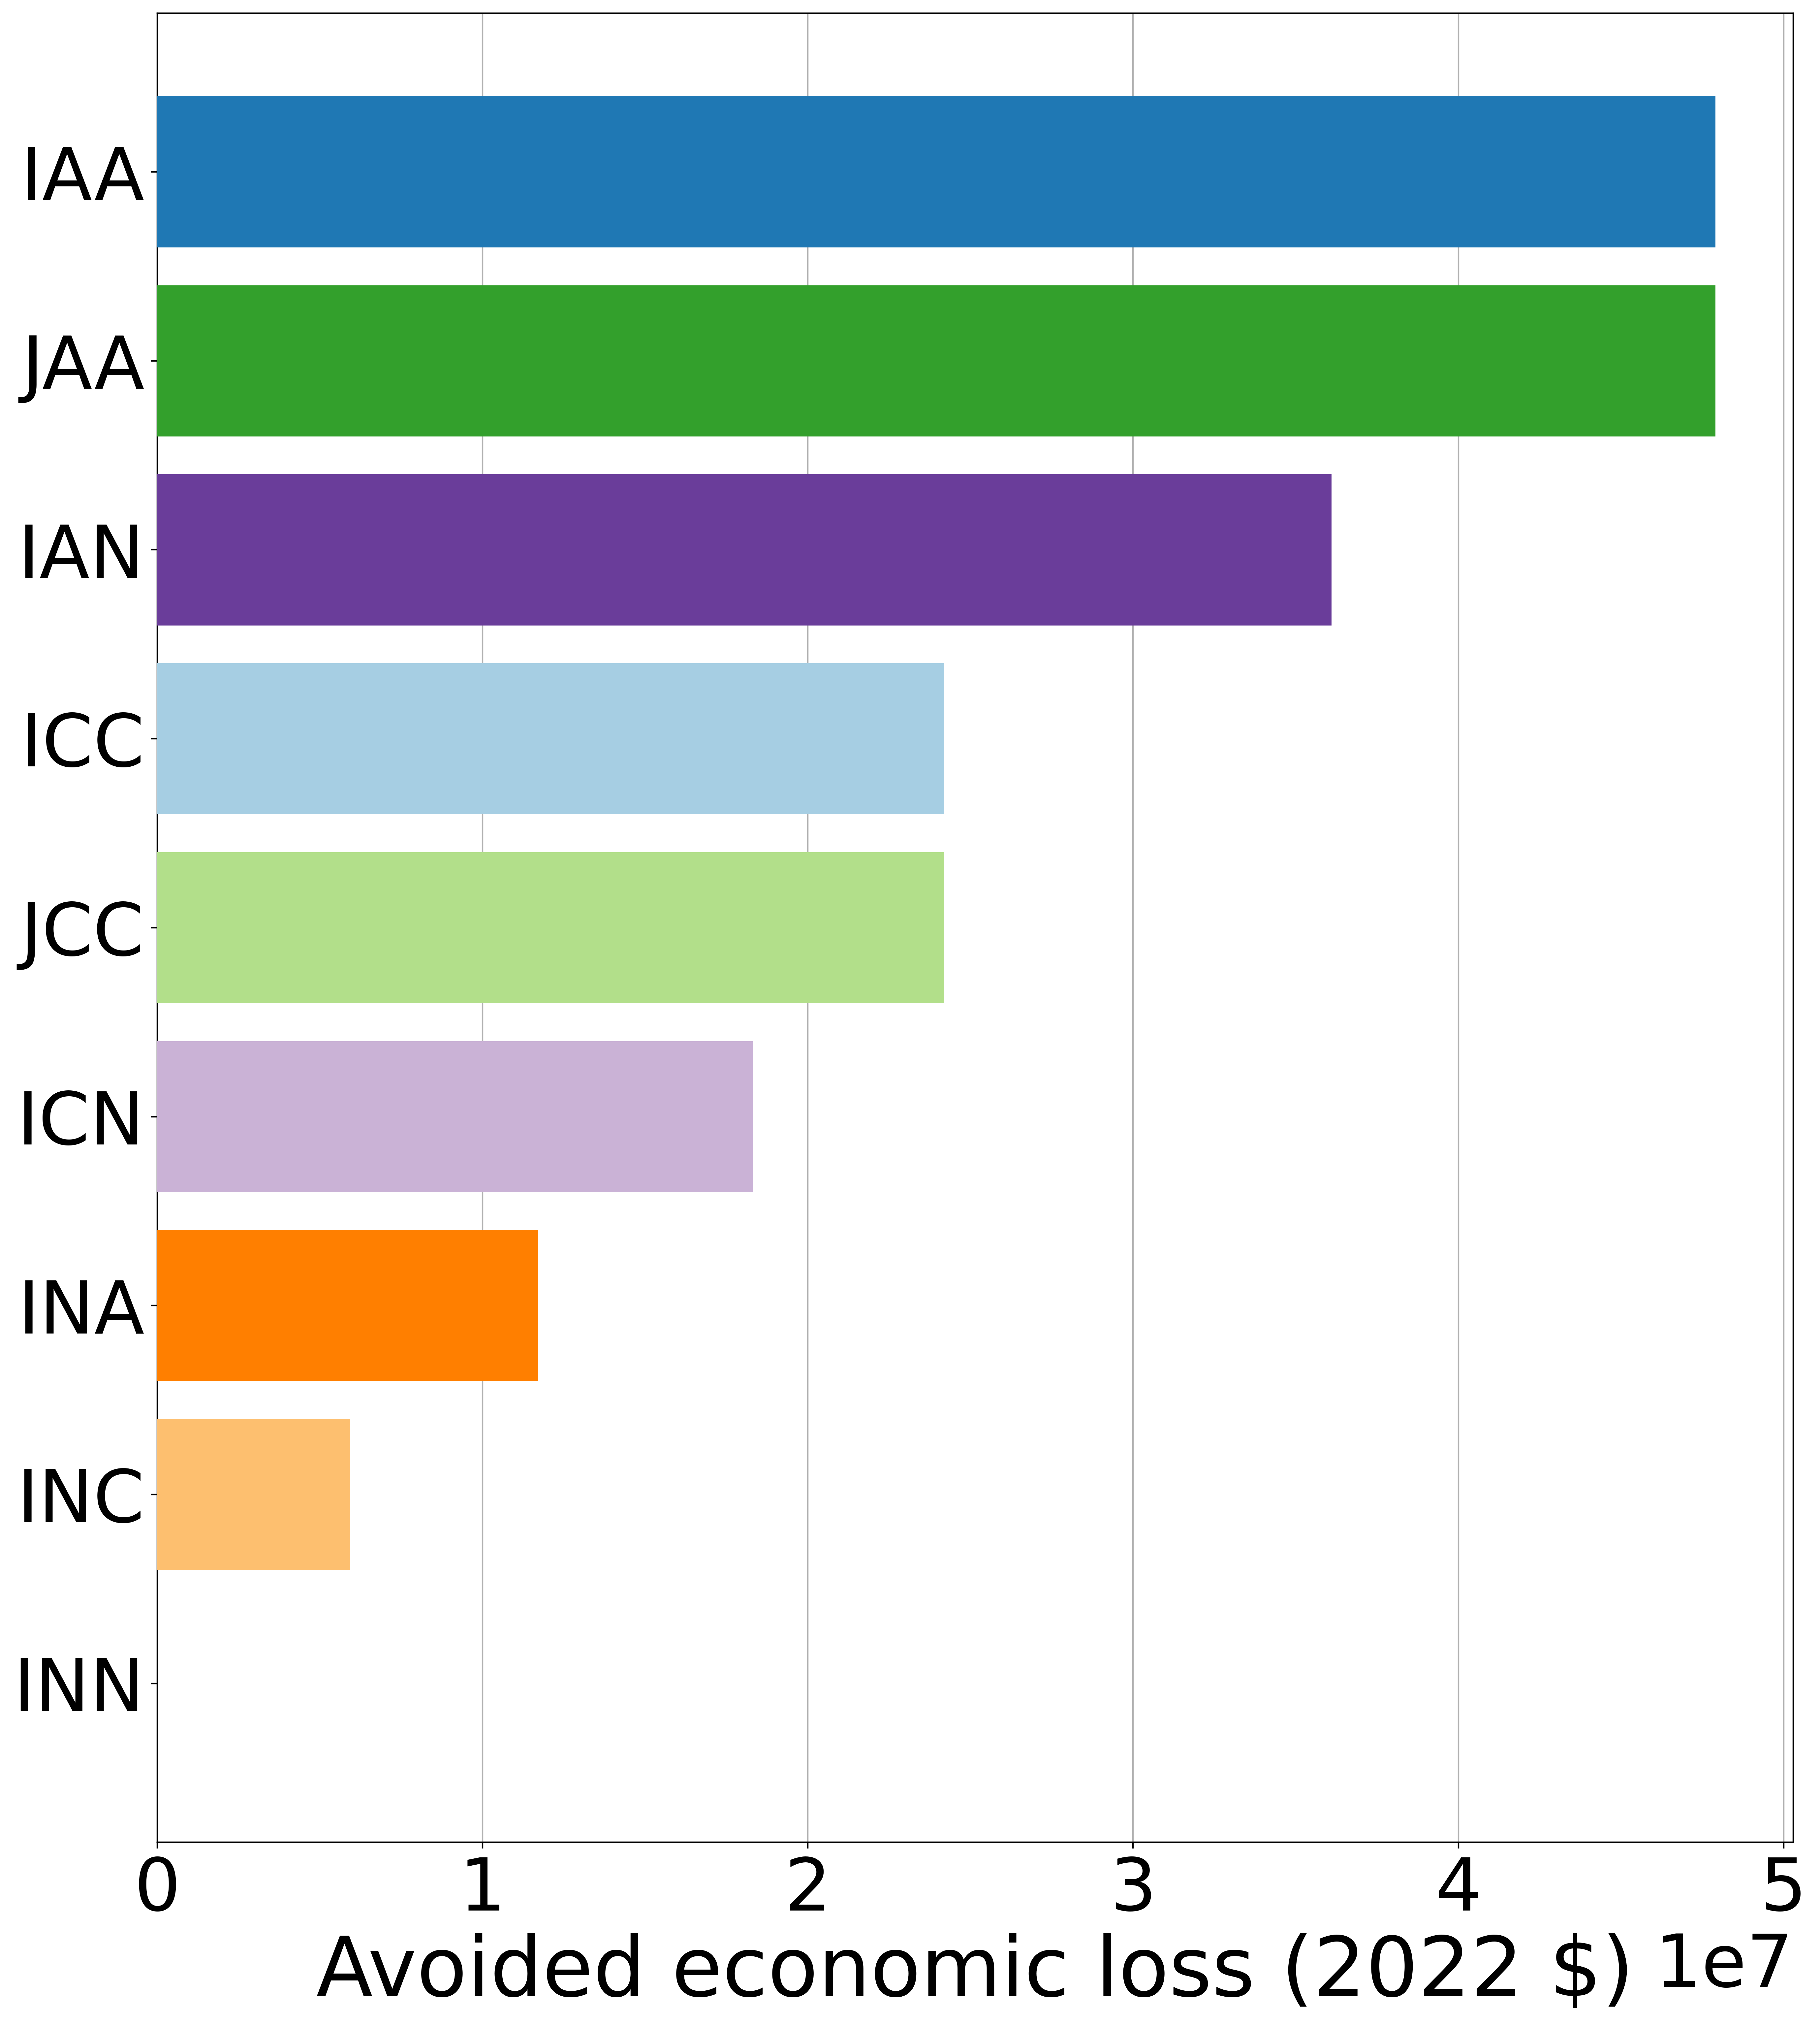 IAA
JAA
IAN
ICC
JCC
ICN
INA
INC
INN
0 1 2 3 4 5
Avoided economic loss (2022 $) 1e7